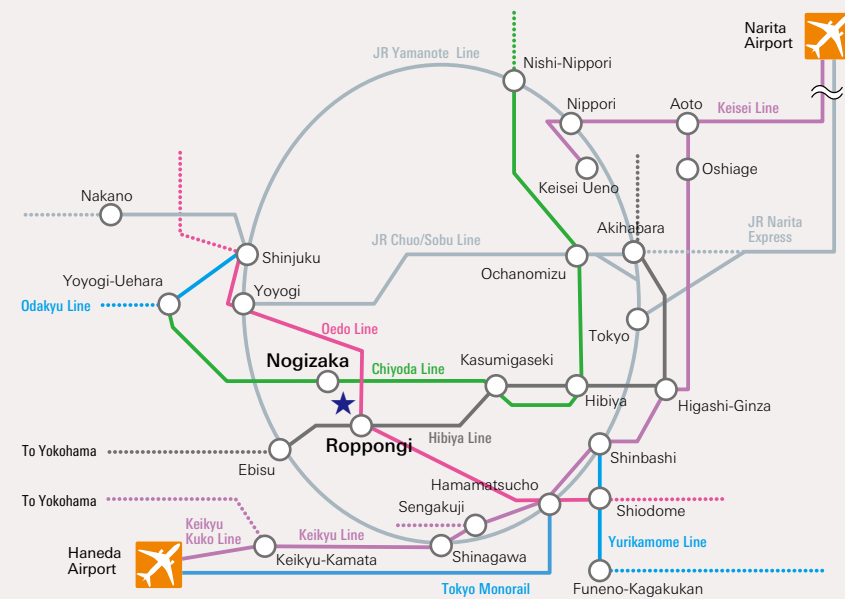 Narita
Airport
JR Yamanote Line
Nishi-Nippori
Nippori
Aoto
Keisei Line
Oshiage
Keisei Ueno
Nakano
Akihabara
JR Narita
Express
JR Chuo/Sobu Line
Shinjuku
Ochanomizu
Yoyogi-Uehara
Yoyogi
Odakyu Line
Oedo Line
Tokyo
Nogizaka
Kasumigaseki
Chiyoda Line
Hibiya
Higashi-Ginza
Roppongi
Hibiya Line
To Yokohama
Ebisu
Shinbashi
Hamamatsucho
To Yokohama
Sengakuji
Shiodome
Keikyu
Kuko Line
Keikyu Line
Yurikamome Line
Haneda
Airport
Keikyu-Kamata
Shinagawa
Tokyo Monorail
Funeno-Kagakukan